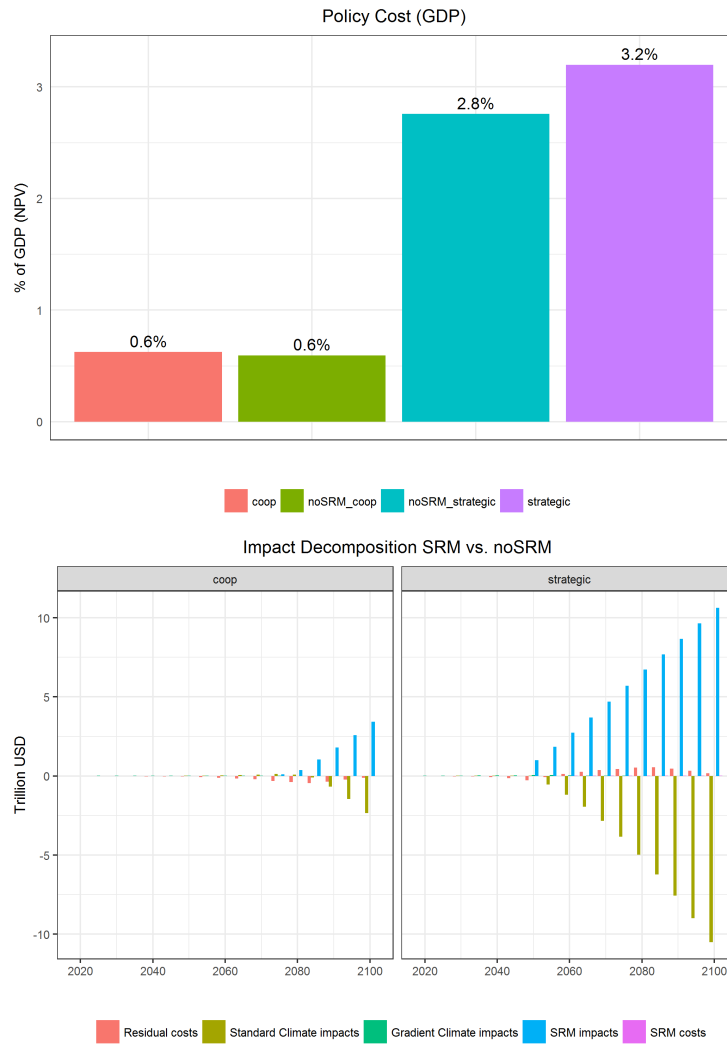 Policy Cost (GDP)
3.2%
2.8%
0.6%
0.6%
3
2
1
0
% of GDP (NPV)
coop
noSRM_coop
noSRM_strategic
strategic
Impact Decomposition SRM vs. noSRM
coop
strategic
10
5
0
-5
-10
Trillion USD
2020 2040 2060 2080 2100
2020 2040 2060 2080 2100
Residual costs
Standard Climate impacts
Gradient Climate impacts
SRM impacts
SRM costs